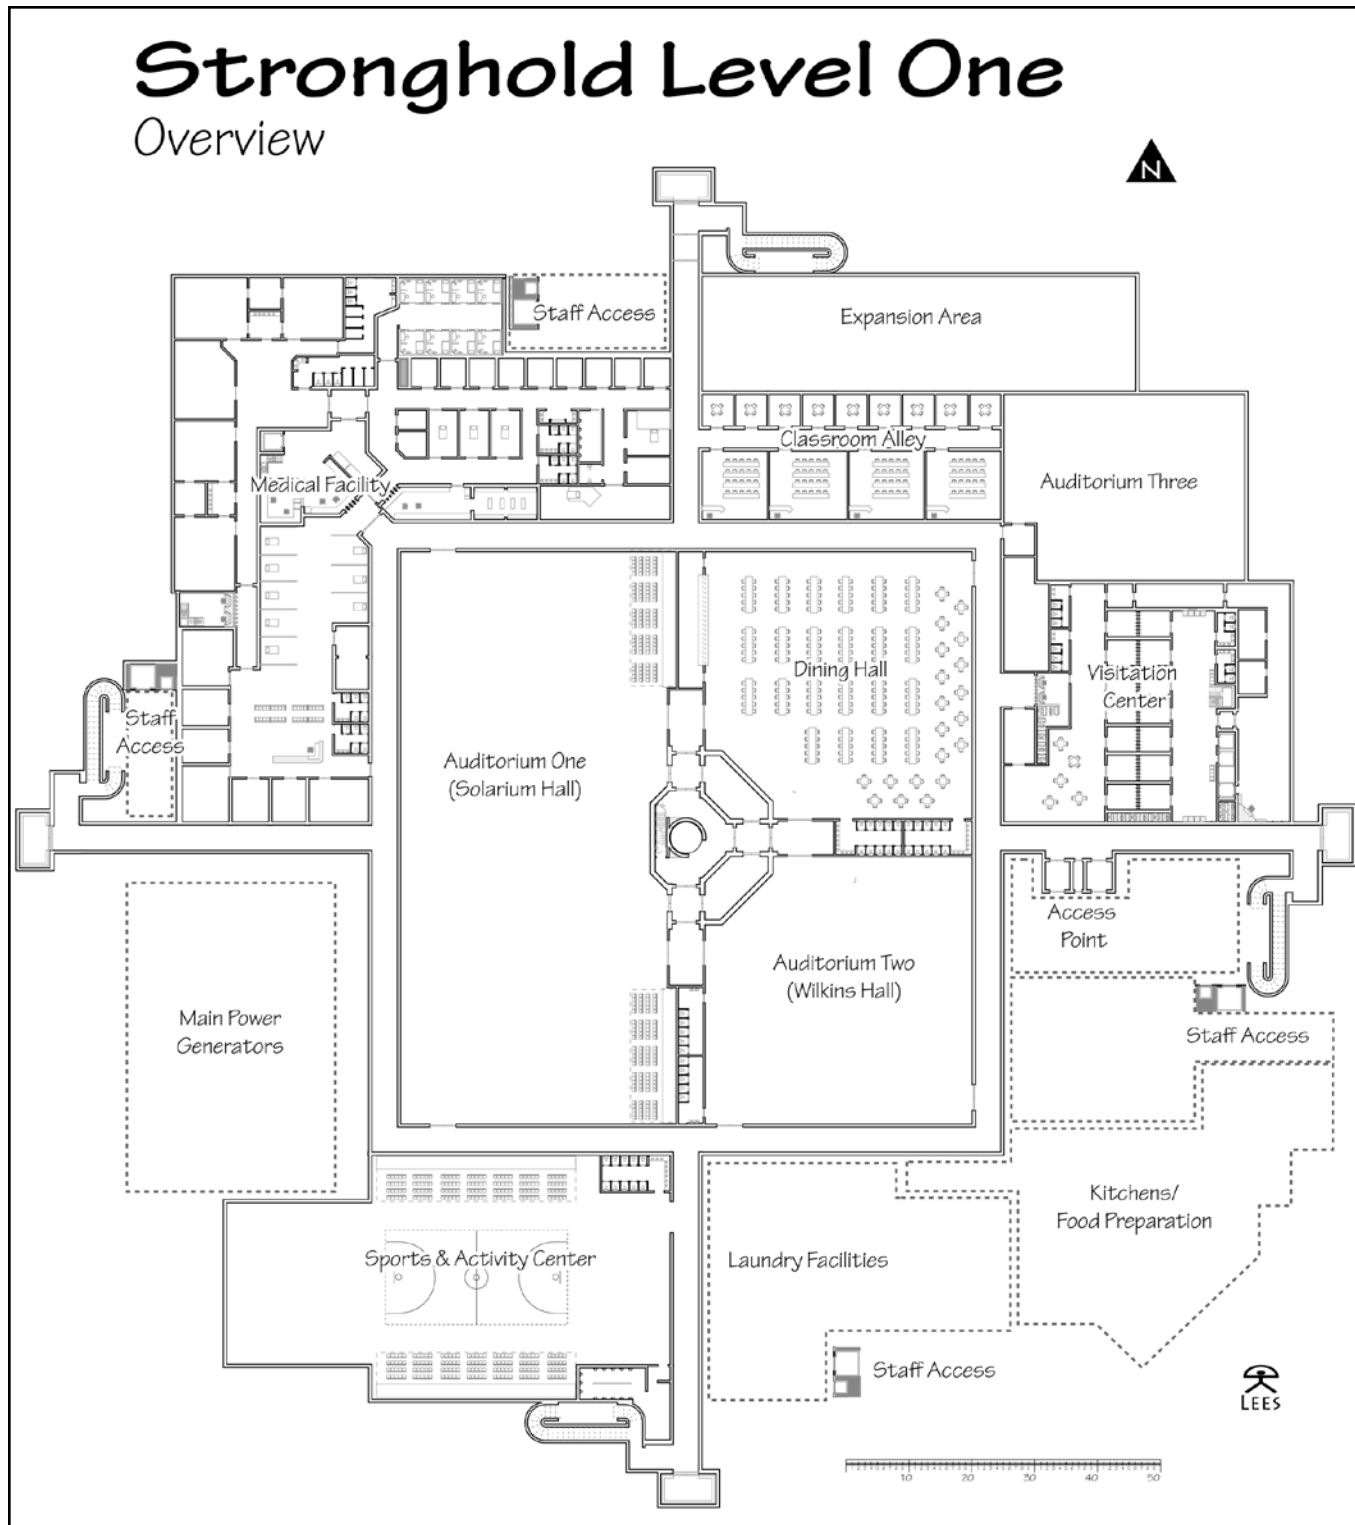 Stronghold Level One
Overview
N
Staff Access
Expansion Area
Classroom Alley
Medical Facility
Auditorium Three
Dining Hall
Visitation
Center
Staff
Access
Auditorium One
(Solarium Hall)
Access
Point
Auditorium Two
(Wilkins Hall)
Main Power
Generators
Staff Access
Kitchens/
Food Preparation
Sports & Activity Center
Laundry Facilities
Staff Access
LEES
10 20 30 40 50